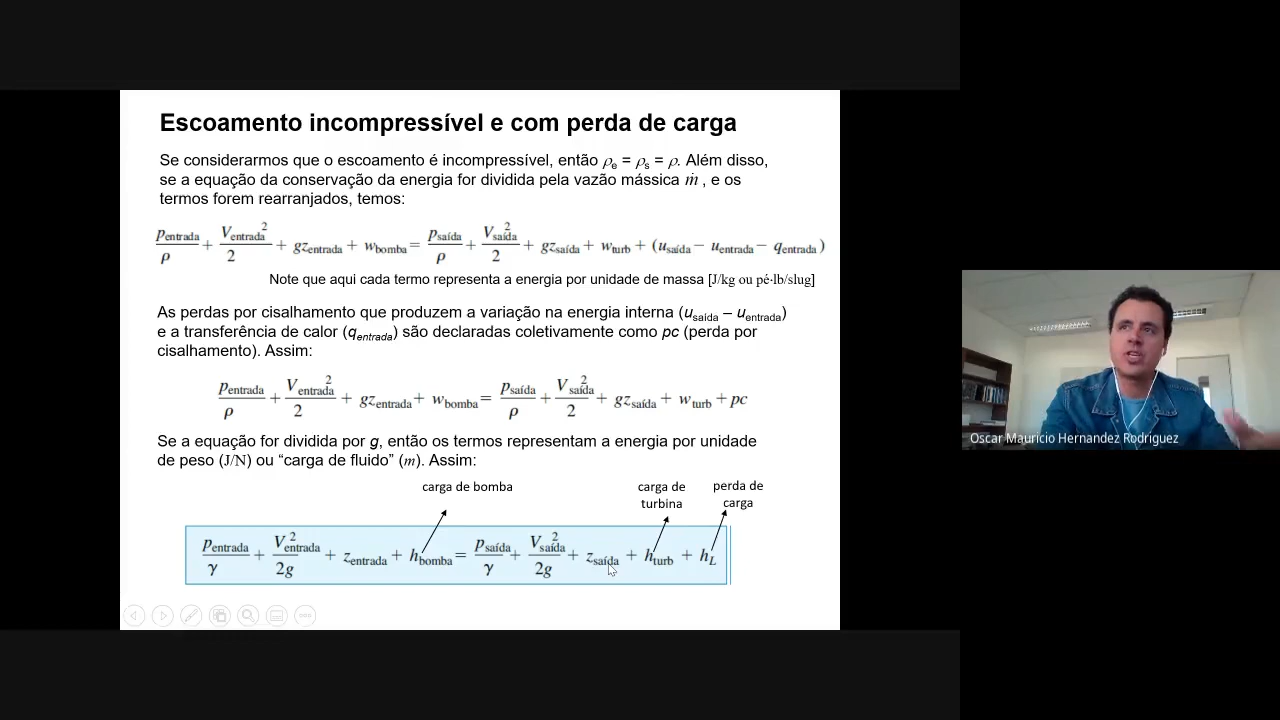 Escoamento incompressível e com perda de carga
Se considerarmos que o escoamento é incompressível, então ρe = ρs = ρ. Além disso,
se a equação da conservação da energia for dividida pela vazão mássica ṁ , e os
termos forem rearranjados, temos:
pentrada/ρ + Ventrada²/2 + gzentrada + wbomba = psaída/ρ + Vsaída²/2 + gzsaída + wturb + (usaída − uentrada − qentrada)
Note que aqui cada termo representa a energia por unidade de massa [J/kg ou pé·lb/slug]
As perdas por cisalhamento que produzem a variação na energia interna (usaída – uentrada)
e a transferência de calor (qentrada) são declaradas coletivamente como pc (perda por
cisalhamento). Assim:
pentrada/ρ + Ventrada²/2 + gzentrada + wbomba = psaída/ρ + Vsaída²/2 + gzsaída + wturb + pc
Se a equação for dividida por g, então os termos representam a energia por unidade
de peso (J/N) ou “carga de fluido” (m). Assim:
carga de bomba
carga de
turbina
perda de
carga
pentrada/γ + Ventrada²/2g + zentrada + hbomba = psaída/γ + Vsaída²/2g + zsaída + hturb + hL
Oscar Mauricio Hernandez Rodriguez